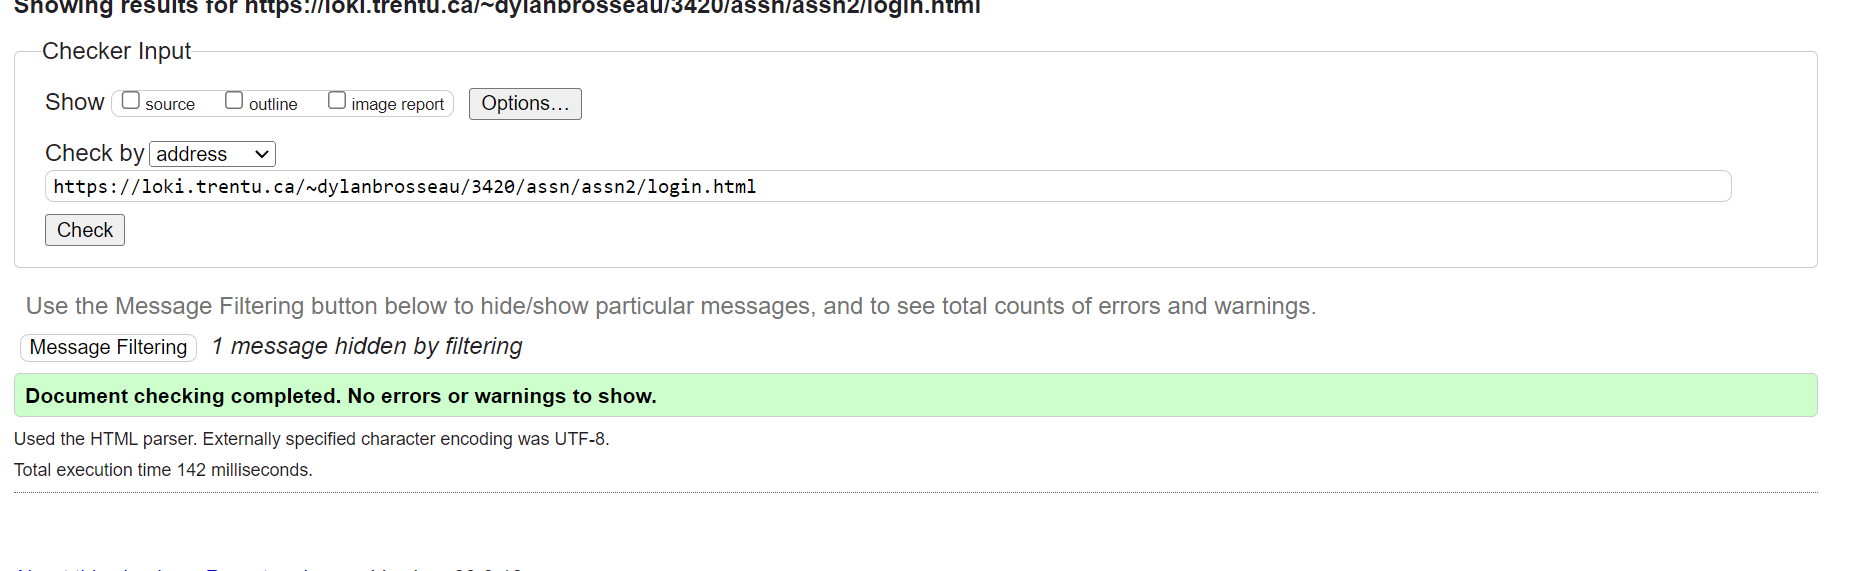 Showing results for https://loki.trentu.ca/~dylanbrosseau/3420/assn/assn2/login.html
Checker Input
Show source outline image report Options...
Check by address
https://loki.trentu.ca/~dylanbrosseau/3420/assn/assn2/login.html
Check
Use the Message Filtering button below to hide/show particular messages, and to see total counts of errors and warnings.
Message Filtering 1 message hidden by filtering
Document checking completed. No errors or warnings to show.
Used the HTML parser. Externally specified character encoding was UTF-8.
Total execution time 142 milliseconds.